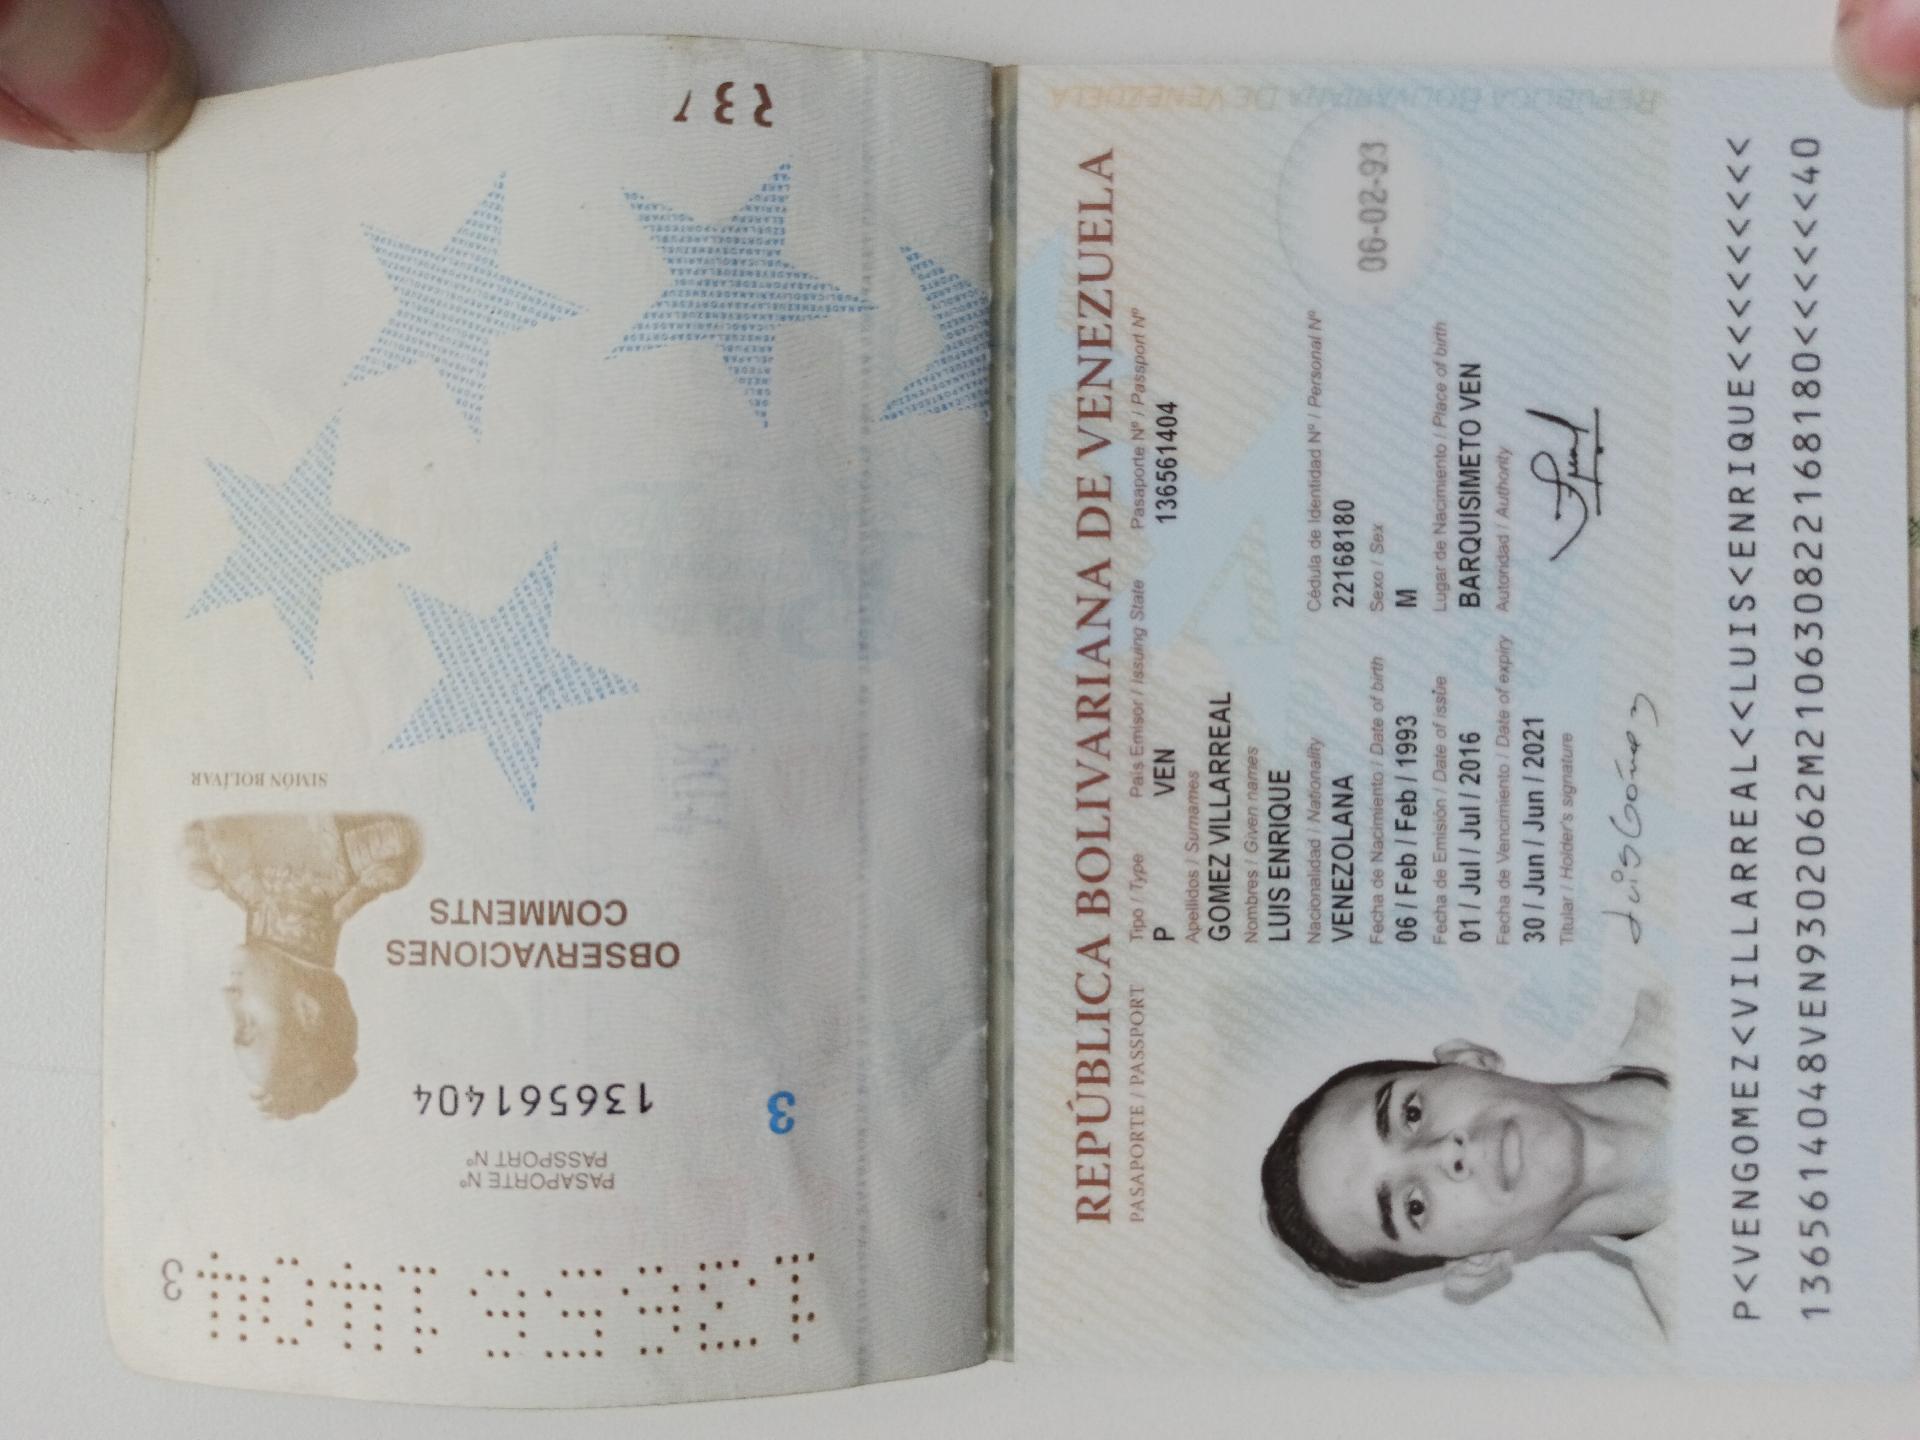 REPÚBLICA BOLIVARIANA DE VENEZUELA
PASAPORTE / PASSPORT
Tipo / Type País Emisor / Issuing State Pasaporte Nº / Passport Nº
P VEN 136561404
Apellidos / Surnames
GOMEZ VILLARREAL
Nombres / Given names
LUIS ENRIQUE
Nacionalidad / Nationality Cédula de Identidad Nº / Personal Nº
VENEZOLANA 22168180
Fecha de Nacimiento / Date of birth Sexo / Sex
06 / Feb / Feb / 1993 M
06-02-93
Fecha de Emisión / Date of issue Lugar de Nacimiento / Place of birth
01 / Jul / Jul / 2016 BARQUISIMETO VEN
Fecha de Vencimiento / Date of expiry Autoridad / Authority
30 / Jun / Jun / 2021
Titular / Holder's signature
Luis Gómez
P<VENGOMEZ<VILLARREAL<<LUIS<ENRIQUE<<<<<<<<<
1365614048VEN9302062M210630822168180<<<<<<40
REPÚBLICA BOLIVARIANA DE VENEZUELA
3
136561404
PASAPORTE Nº
PASSPORT Nº
136561404
3
OBSERVACIONES
COMMENTS
SIMÓN BOLÍVAR